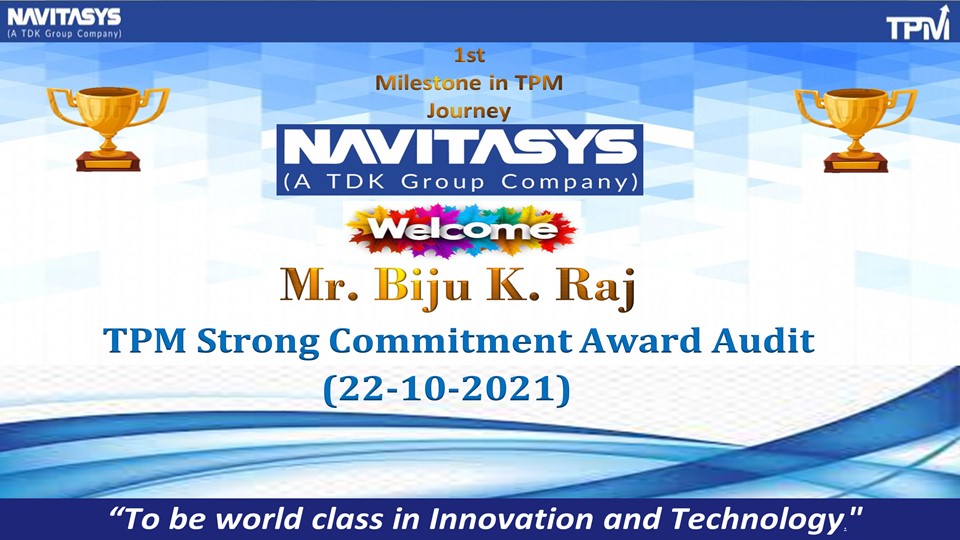 NAVITASYS
(A TDK Group Company)
TPM
1st
Milestone in TPM
Journey
NAVITASYS
(A TDK Group Company)
Welcome
Mr. Biju K. Raj
TPM Strong Commitment Award Audit
(22-10-2021)
“To be world class in Innovation and Technology."